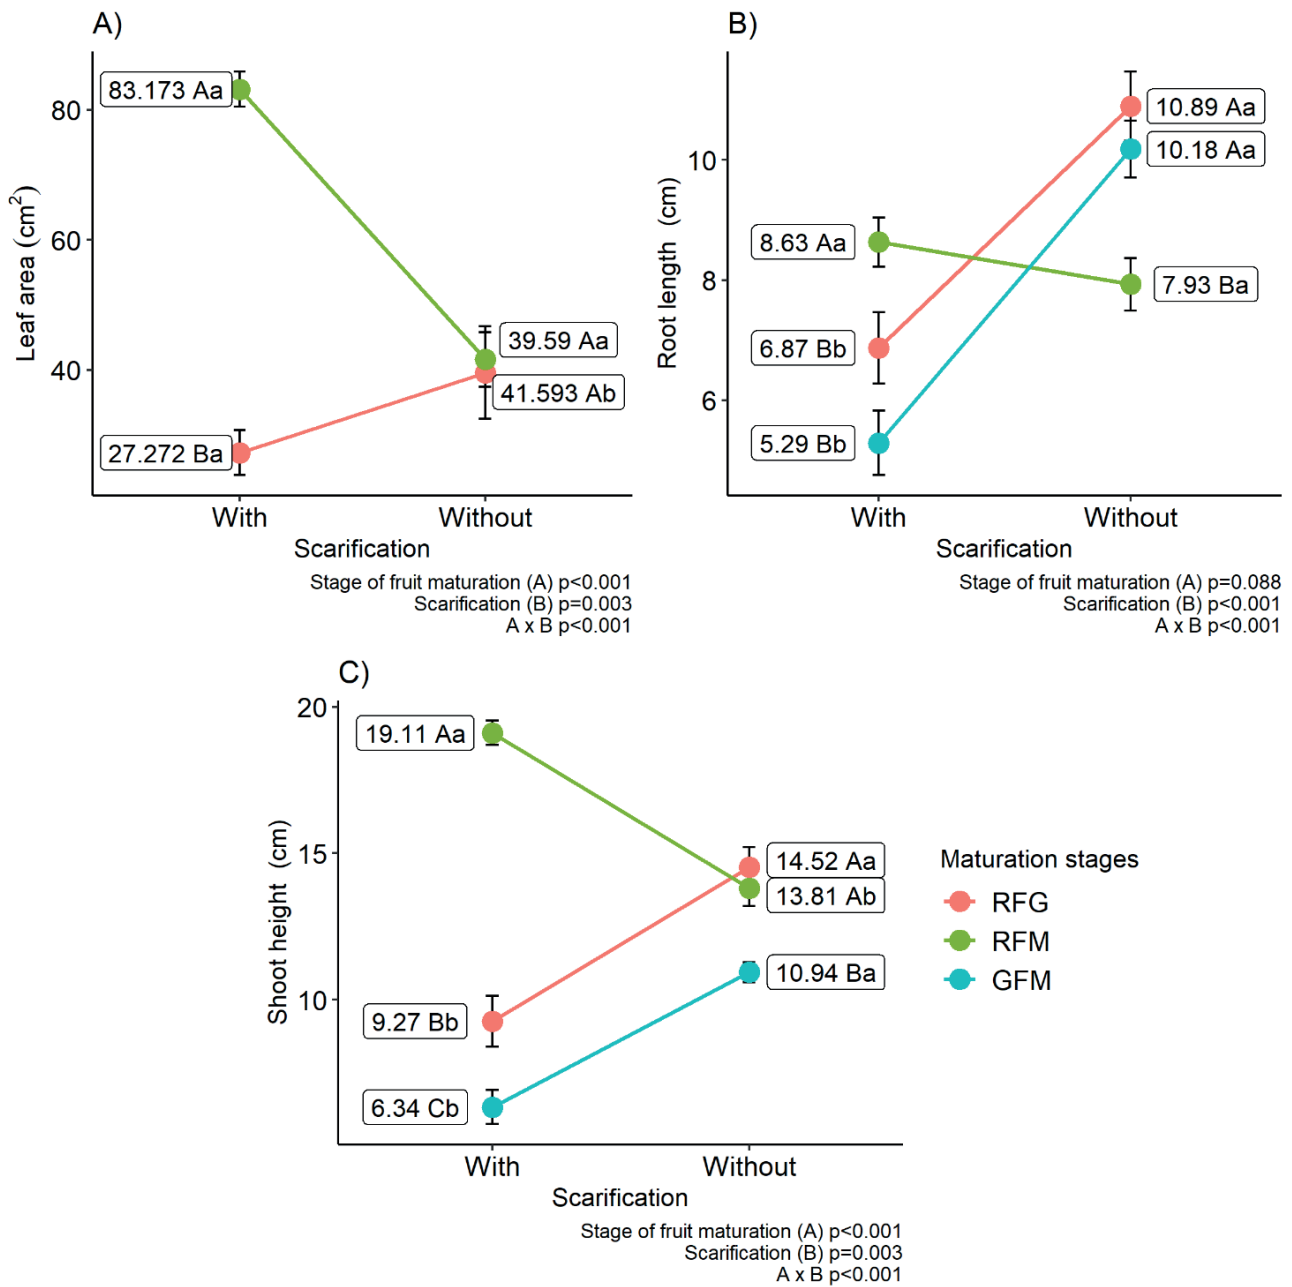 A)
Leaf area (cm²)
80
60
40
83.173 Aa
27.272 Ba
39.59 Aa
41.593 Ab
With
Without
Scarification
Stage of fruit maturation (A) p<0.001
Scarification (B) p=0.003
A x B p<0.001
B)
Root length (cm)
10
8
6
8.63 Aa
6.87 Bb
5.29 Bb
10.89 Aa
10.18 Aa
7.93 Ba
With
Without
Scarification
Stage of fruit maturation (A) p=0.088
Scarification (B) p<0.001
A x B p<0.001
C)
Shoot height (cm)
20
15
10
19.11 Aa
9.27 Bb
6.34 Cb
14.52 Aa
13.81 Ab
10.94 Ba
With
Without
Scarification
Stage of fruit maturation (A) p<0.001
Scarification (B) p=0.003
A x B p<0.001
Maturation stages
RFG
RFM
GFM